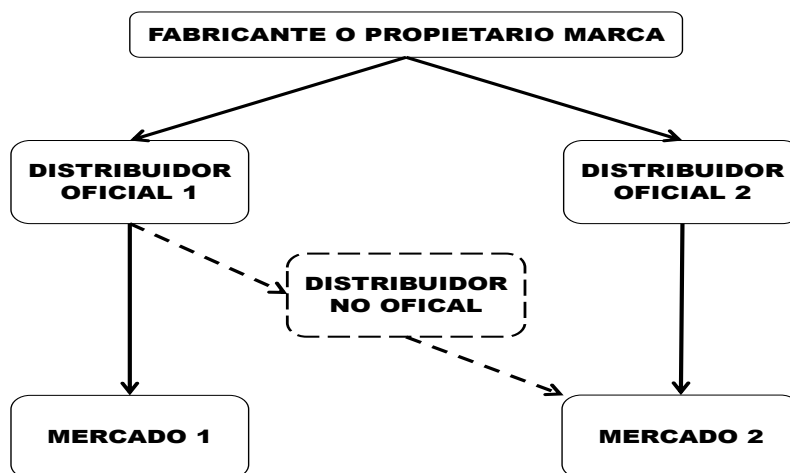 FABRICANTE O PROPIETARIO MARCA
DISTRIBUIDOR
OFICIAL 1
DISTRIBUIDOR
OFICIAL 2
DISTRIBUIDOR
NO OFICAL
MERCADO 1
MERCADO 2